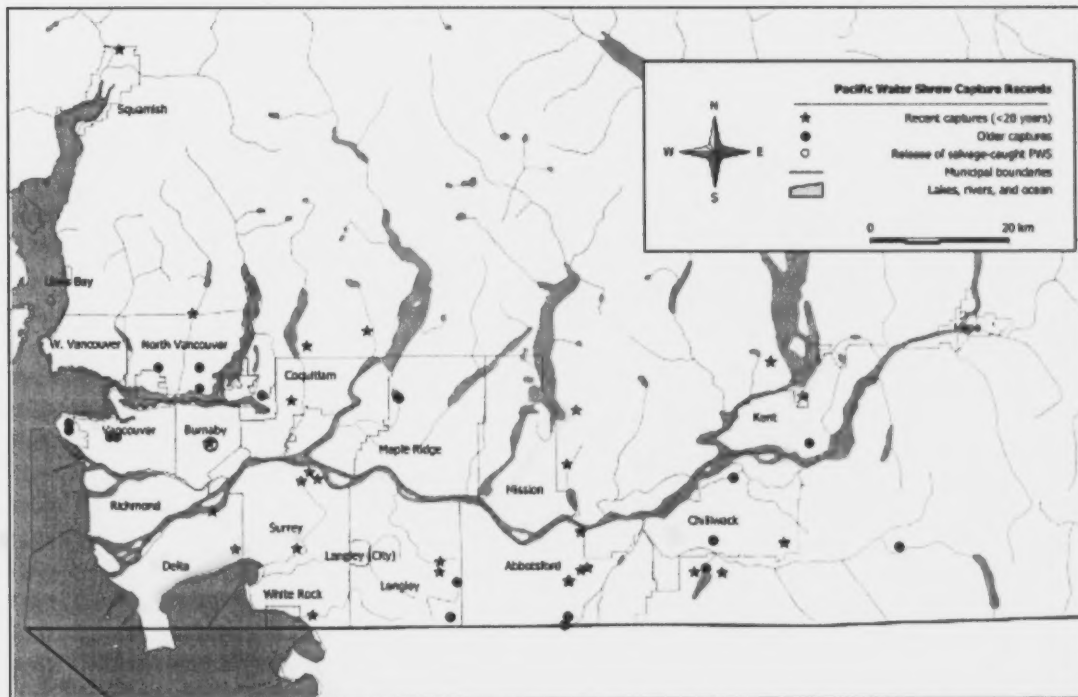 Pacific Water Shrew Capture Records
Recent captures (<20 years)
Older captures
Release of salvage-caught PWS
Municipal boundaries
Lakes, rivers, and ocean
N
W E
S
0 20 km
Squamish
Lions Bay
Hope
W. Vancouver North Vancouver
Coquitlam
Kent
Vancouver Burnaby
Maple Ridge
Mission
Richmond
Chilliwack
Surrey
Langley (City)
Delta
Abbotsford
Langley
White Rock